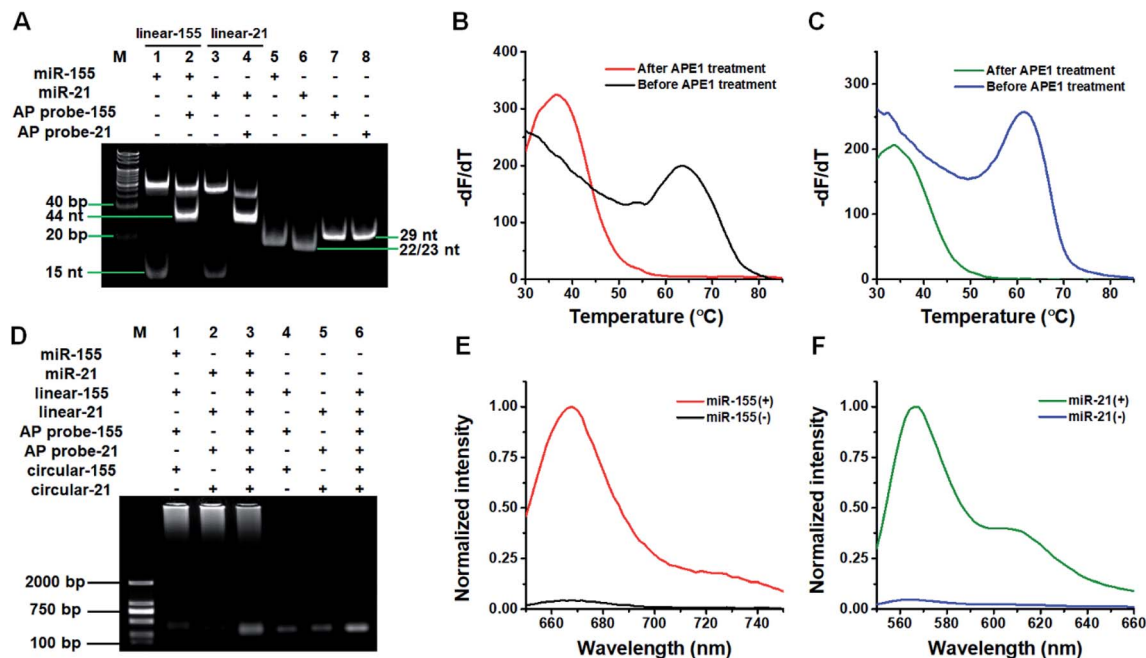 A
linear-155 linear-21
M 1 2 3 4 5 6 7 8
miR-155 + + - - + - - -
miR-21 - - + + - + - -
AP probe-155 - + - - - - + -
AP probe-21 - - - + - - - +
40 bp
44 nt
20 bp
15 nt
29 nt
22/23 nt
B
After APE1 treatment
Before APE1 treatment
-dF/dT
400
300
200
100
0
30 40 50 60 70 80
Temperature (°C)
C
After APE1 treatment
Before APE1 treatment
-dF/dT
300
200
100
0
30 40 50 60 70 80
Temperature (°C)
D
M 1 2 3 4 5 6
miR-155 + - + - - -
miR-21 - + + - - -
linear-155 + - + + - +
linear-21 - + + - + +
AP probe-155 + - + + - +
AP probe-21 - + + - + +
circular-155 + - + + - +
circular-21 - + + - + +
2000 bp
750 bp
100 bp
E
miR-155(+)
miR-155(-)
Normalized intensity
1.00
0.75
0.50
0.25
0.00
660 680 700 720 740
Wavelength (nm)
F
miR-21(+)
miR-21(-)
Normalized intensity
1.00
0.75
0.50
0.25
0.00
560 580 600 620 640 660
Wavelength (nm)